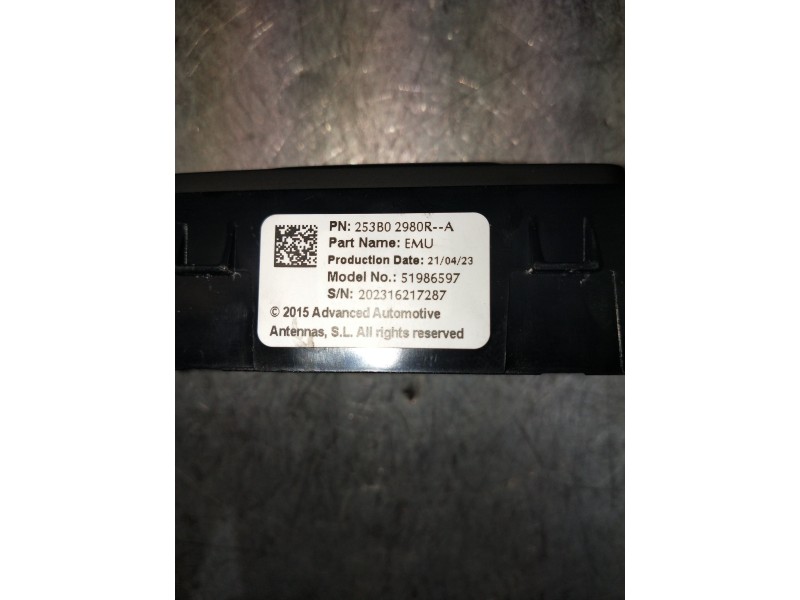 PN: 253B0 2980R--A
Part Name: EMU
Production Date: 21/04/23
Model No.: 51986597
S/N: 202316217287
© 2015 Advanced Automotive
Antennas, S.L. All rights reserved